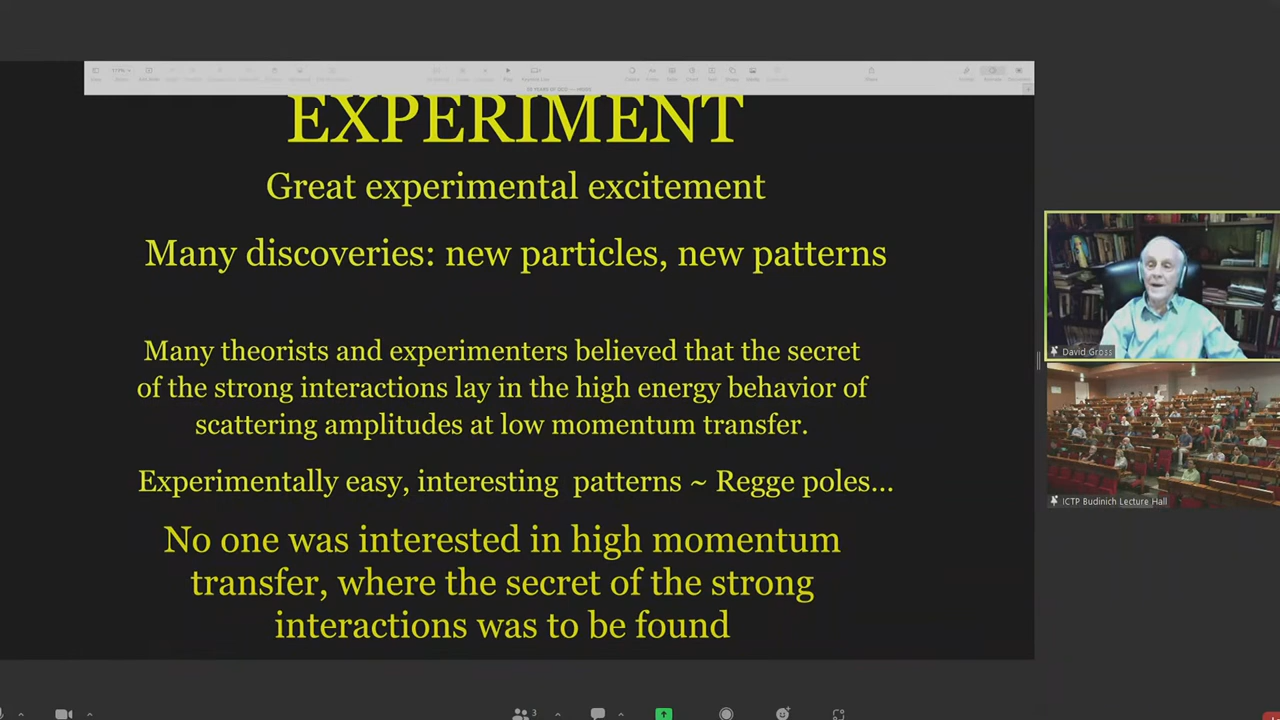 EXPERIMENT
Great experimental excitement
Many discoveries: new particles, new patterns
Many theorists and experimenters believed that the secret
of the strong interactions lay in the high energy behavior of
scattering amplitudes at low momentum transfer.
Experimentally easy, interesting patterns ~ Regge poles...
No one was interested in high momentum
transfer, where the secret of the strong
interactions was to be found
David Gross
ICTP Budinich Lecture Hall
3